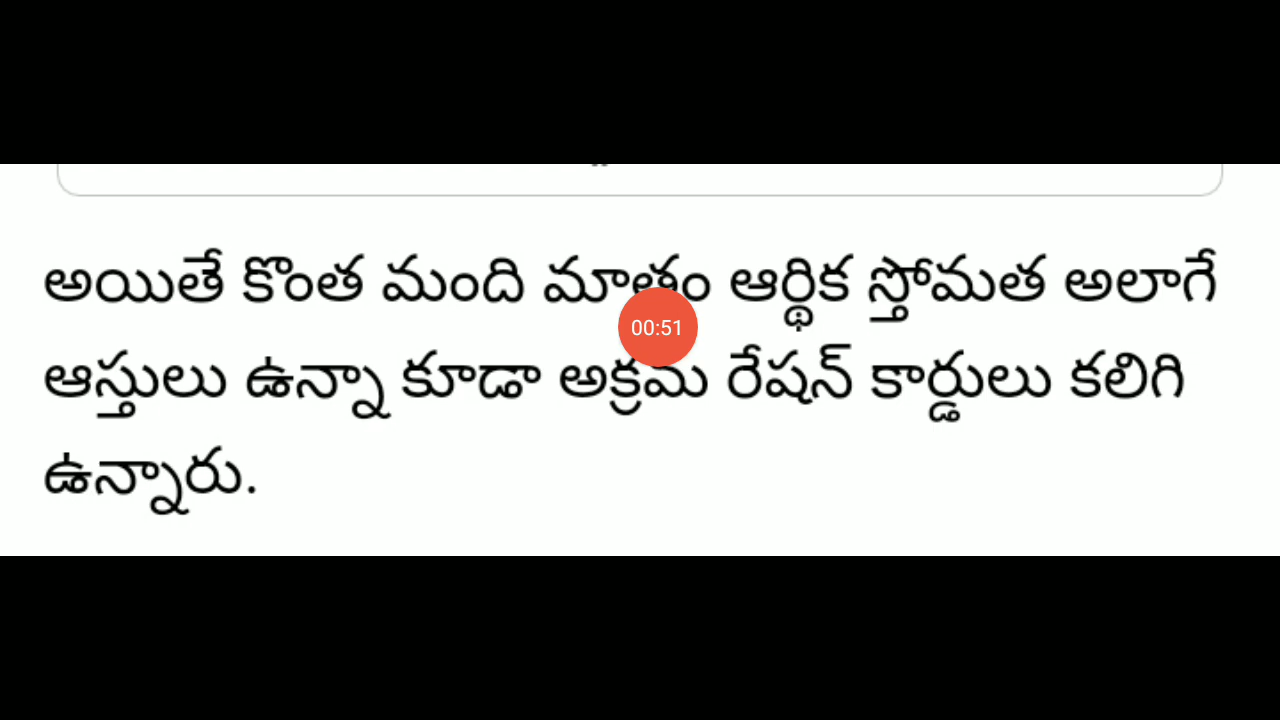 అయితే కొంత మంది మాత్రం ఆర్థిక స్తోమత అలాగే
00:51
ఆస్తులు ఉన్నా కూడా అక్రమ రేషన్ కార్డులు కలిగి
ఉన్నారు.